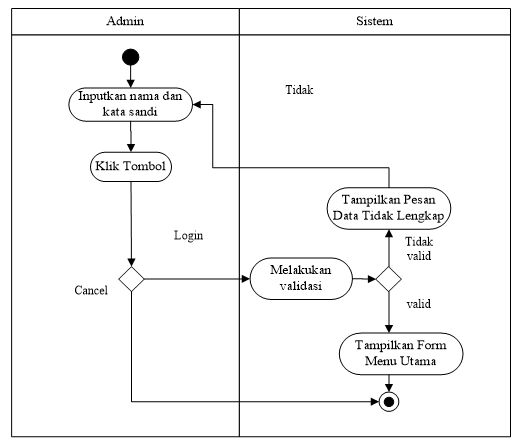 Admin
Sistem
Inputkan nama dan
kata sandi
Tidak
Klik Tombol
Tampilkan Pesan
Data Tidak Lengkap
Login
Tidak
valid
Melakukan
validasi
Cancel
valid
Tampilkan Form
Menu Utama